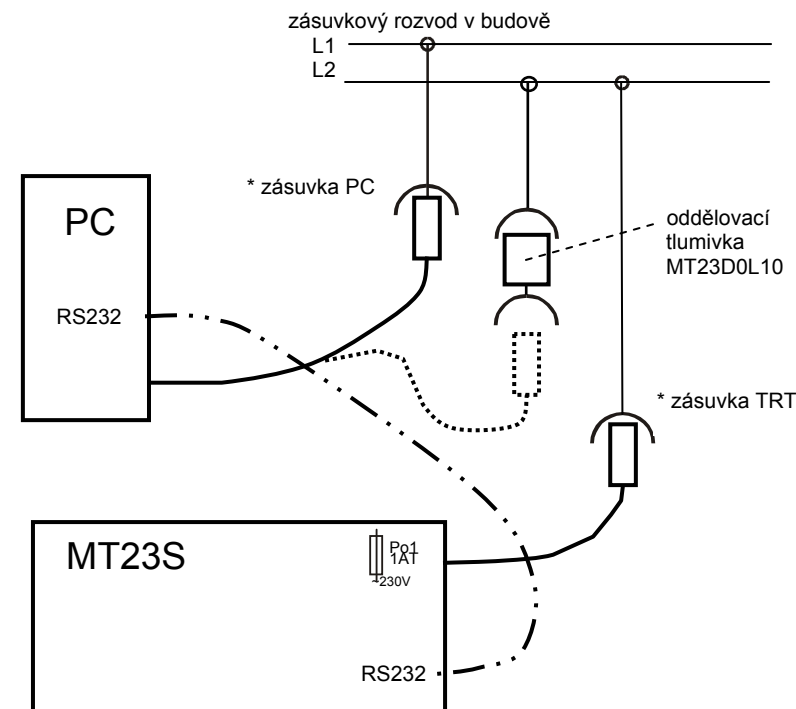 zásuvkový rozvod v budově
L1
L2
* zásuvka PC
PC
oddělovací
tlumivka
MT23D0L10
RS232
* zásuvka TRT
MT23S
Po1
1AT
~230V
RS232